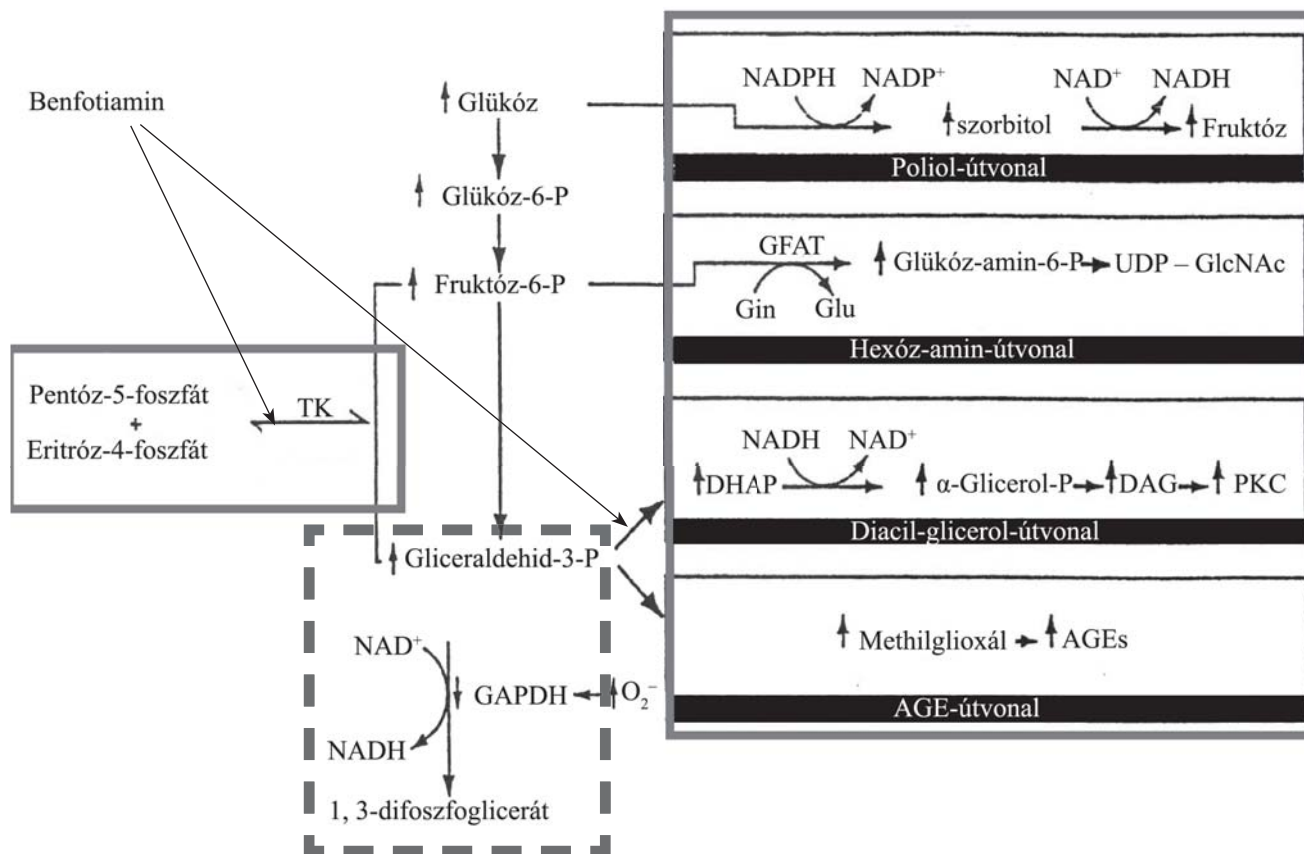 Benfotiamin
↑ Glükóz
↑ Glükóz-6-P
↑ Fruktóz-6-P
Pentóz-5-foszfát
+
Eritróz-4-foszfát
TK
↑ Gliceraldehid-3-P
NAD⁺
↓ GAPDH ← ↑ O₂⁻
NADH
1, 3-difoszfoglicerát
NADPH NADP⁺ NAD⁺ NADH
↑ szorbitol → ↑ Fruktóz
Poliol-útvonal
GFAT
↑ Glükóz-amin-6-P → UDP – GlcNAc
Gin Glu
Hexóz-amin-útvonal
NADH NAD⁺
↑ DHAP → ↑ α-Glicerol-P → ↑ DAG → ↑ PKC
Diacil-glicerol-útvonal
↑ Methilglioxál → ↑ AGEs
AGE-útvonal